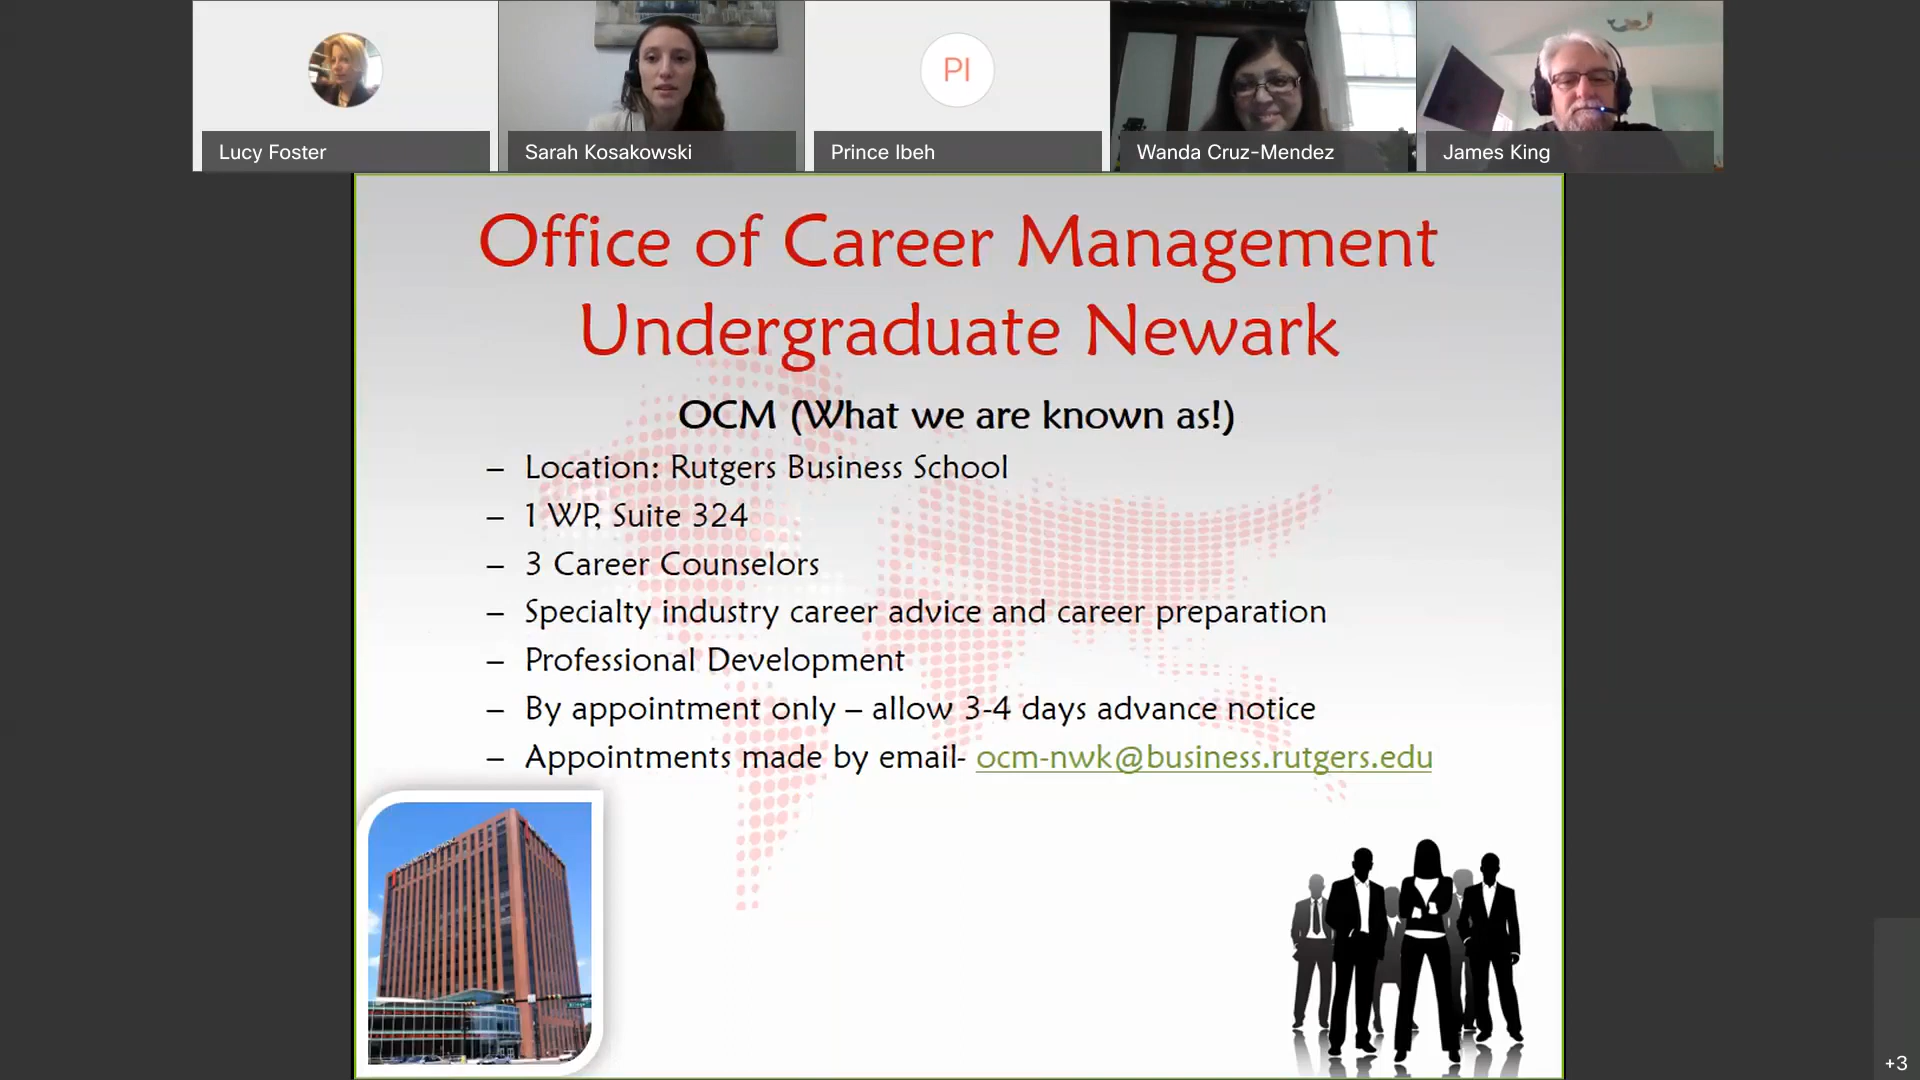 Lucy Foster
Sarah Kosakowski
PI
Prince Ibeh
Wanda Cruz-Mendez
James King
Office of Career Management
Undergraduate Newark
OCM (What we are known as!)
– Location: Rutgers Business School
– 1 WP, Suite 324
– 3 Career Counselors
– Specialty industry career advice and career preparation
– Professional Development
– By appointment only – allow 3-4 days advance notice
– Appointments made by email- ocm-nwk@business.rutgers.edu
+3